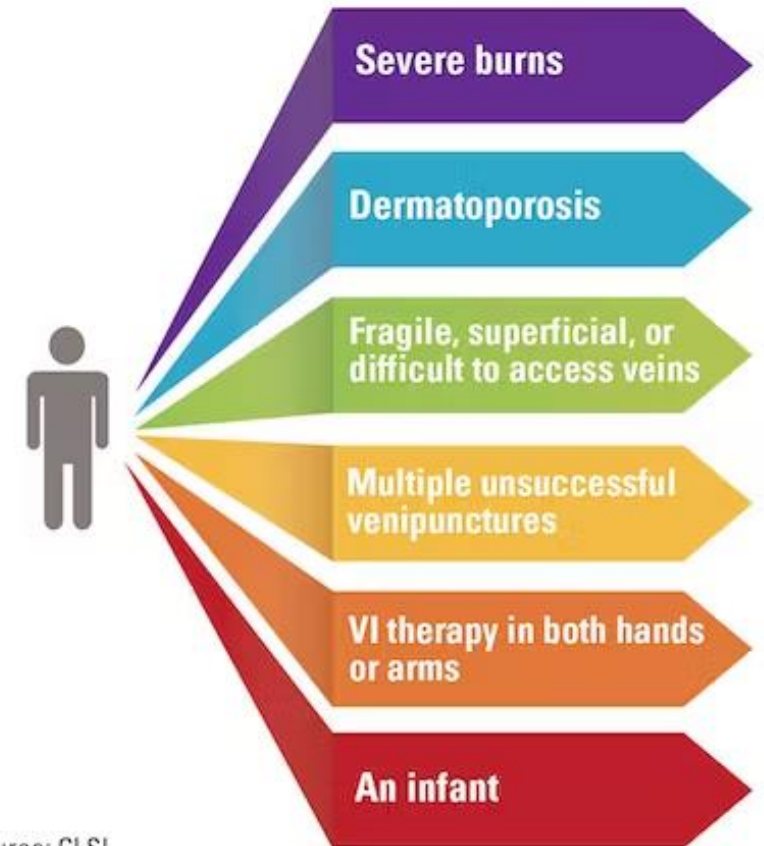 Severe burns
Dermatoporosis
Fragile, superficial, or
difficult to access veins
Multiple unsuccessful
venipunctures
VI therapy in both hands
or arms
An infant
CLSI